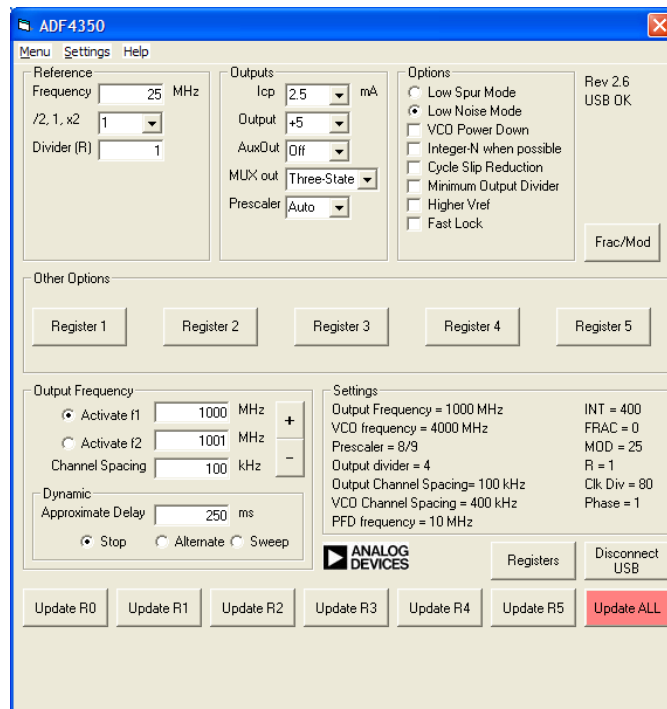 ADF4350
Menu Settings Help
Reference
Frequency 25 MHz
/2, 1, x2 1
Divider (R) 1
Outputs
Icp 2.5 mA
Output +5
AuxOut Off
MUX out Three-State
Prescaler Auto
Options
Low Spur Mode
Low Noise Mode
VCO Power Down
Integer-N when possible
Cycle Slip Reduction
Minimum Output Divider
Higher Vref
Fast Lock
Rev 2.6
USB OK
Frac/Mod
Other Options
Register 1 Register 2 Register 3 Register 4 Register 5
Output Frequency
Activate f1 1000 MHz +
Activate f2 1001 MHz −
Channel Spacing 100 kHz
Dynamic
Approximate Delay 250 ms
Stop Alternate Sweep
Settings
Output Frequency = 1000 MHz
VCO frequency = 4000 MHz
Prescaler = 8/9
Output divider = 4
Output Channel Spacing= 100 kHz
VCO Channel Spacing = 400 kHz
PFD frequency = 10 MHz
INT = 400
FRAC = 0
MOD = 25
R = 1
Clk Div = 80
Phase = 1
ANALOG
DEVICES
Registers
Disconnect
USB
Update R0 Update R1 Update R2 Update R3 Update R4 Update R5 Update ALL